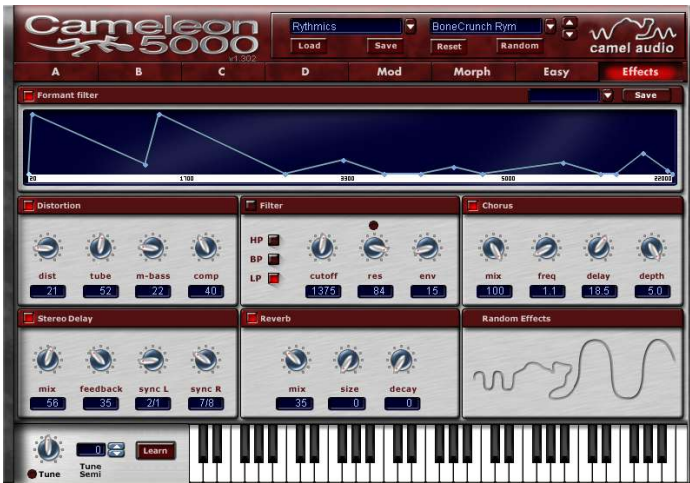 Cameleon
5000
v1.302
Rythmics
BoneCrunch Rym
Load Save Reset Random
camel audio
A B C D Mod Morph Easy Effects
Formant filter
Save
20 1700 3300 5000 22000
Distortion
dist tube m-bass comp
21 52 22 40
Filter
HP
BP
LP
cutoff res env
1375 84 15
Chorus
mix freq delay depth
100 1.1 18.5 5.0
Stereo Delay
mix feedback sync L sync R
56 35 2/1 7/8
Reverb
mix size decay
35 0 0
Random Effects
Tune
0
Tune
Semi
Learn